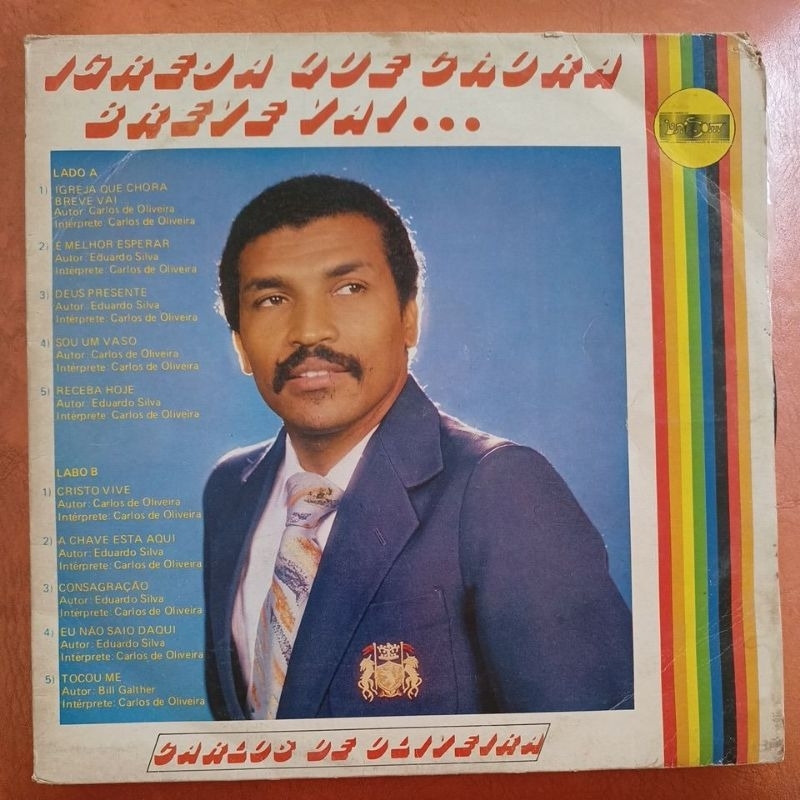 IGREJA QUE CHORA
BREVE VAI...
UNISOM
LADO A
1) IGREJA QUE CHORA
BREVE VAI
Autor: Carlos de Oliveira
Intérprete: Carlos de Oliveira
2) É MELHOR ESPERAR
Autor: Eduardo Silva
Intérprete: Carlos de Oliveira
3) DEUS PRESENTE
Autor: Eduardo Silva
Intérprete: Carlos de Oliveira
4) SOU UM VASO
Autor: Carlos de Oliveira
Intérprete: Carlos de Oliveira
5) RECEBA HOJE
Autor: Eduardo Silva
Intérprete: Carlos de Oliveira
LABO B
1) CRISTO VIVE
Autor: Carlos de Oliveira
Intérprete: Carlos de Oliveira
2) A CHAVE ESTA AQUI
Autor: Eduardo Silva
Intérprete: Carlos de Oliveira
3) CONSAGRAÇÃO
Autor: Eduardo Silva
Intérprete: Carlos de Oliveira
4) EU NÃO SAIO DAQUI
Autor: Eduardo Silva
Intérprete: Carlos de Oliveira
5) TOCOU ME
Autor: Bill Galther
Intérprete: Carlos de Oliveira
CARLOS DE OLIVEIRA